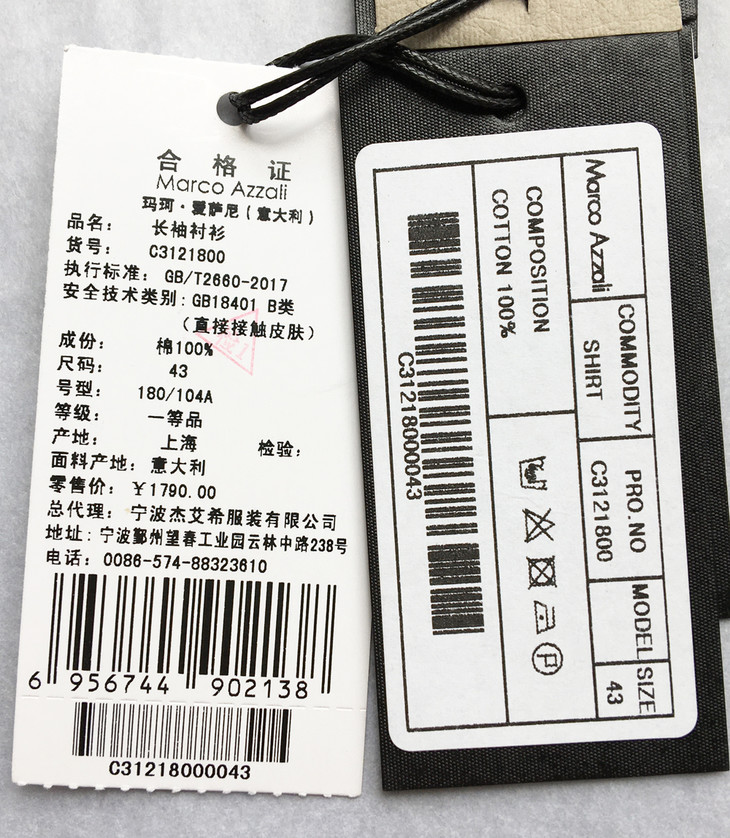 合格证
Marco Azzali
玛珂·爱萨尼(意大利)
品名： 长袖衬衫
货号： C3121800
执行标准： GB/T2660-2017
安全技术类别: GB18401 B类
(直接接触皮肤)
成份： 棉100%
尺码： 43
号型： 180/104A
等级： 一等品
产地： 上海 检验:
面料产地： 意大利
零售价： ￥1790.00
总代理： 宁波杰艾希服装有限公司
地址: 宁波鄞州望春工业园云林中路238号
电话： 0086-574-88323610
6 956744 902138
C31218000043
Marco Azzali
COMMODITY
SHIRT
PRO.NO
C3121800
MODEL SIZE
43
COMPOSITION
COTTON 100%
P
C31218000043